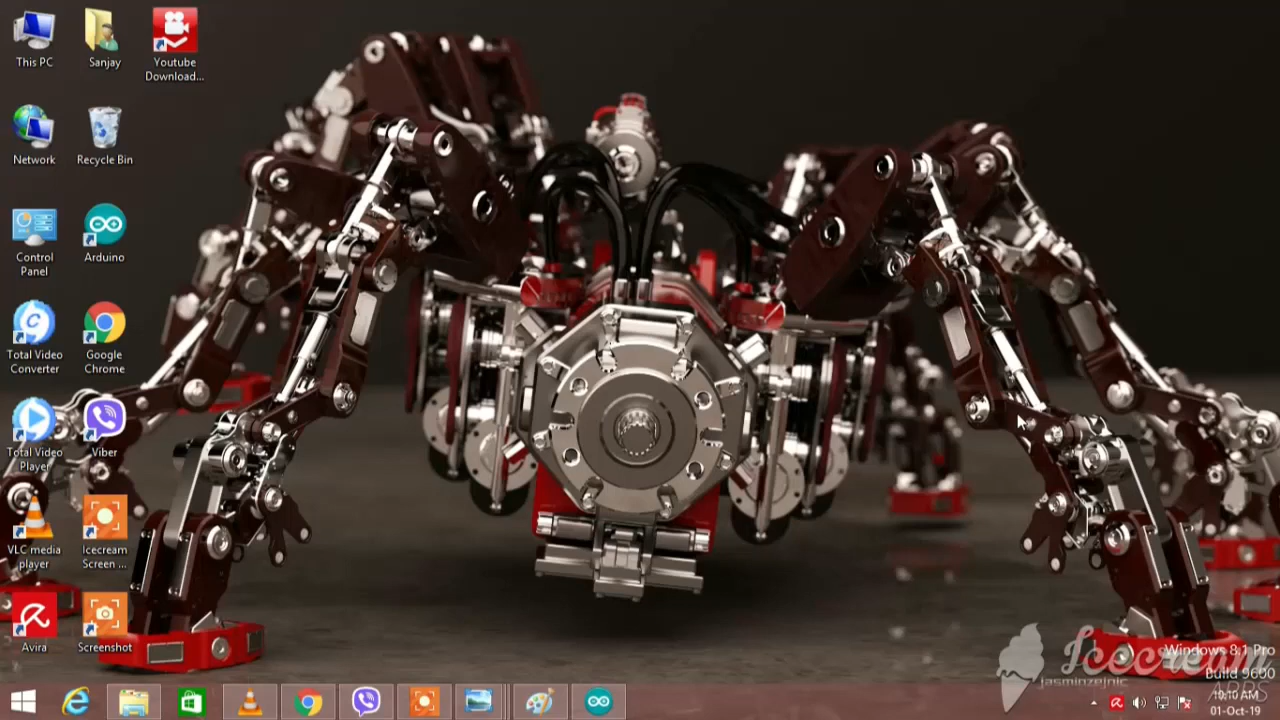 This PC
Sanjay
Youtube
Download...
Network
Recycle Bin
Control
Panel
Arduino
Total Video
Converter
Google
Chrome
Total Video
Player
Viber
VLC media
player
Icecream
Screen ...
Avira
Screenshot
Icecream
APPS
jasminzejnic
Windows 8.1 Pro
Build 9600
10:10 AM
01-Oct-19